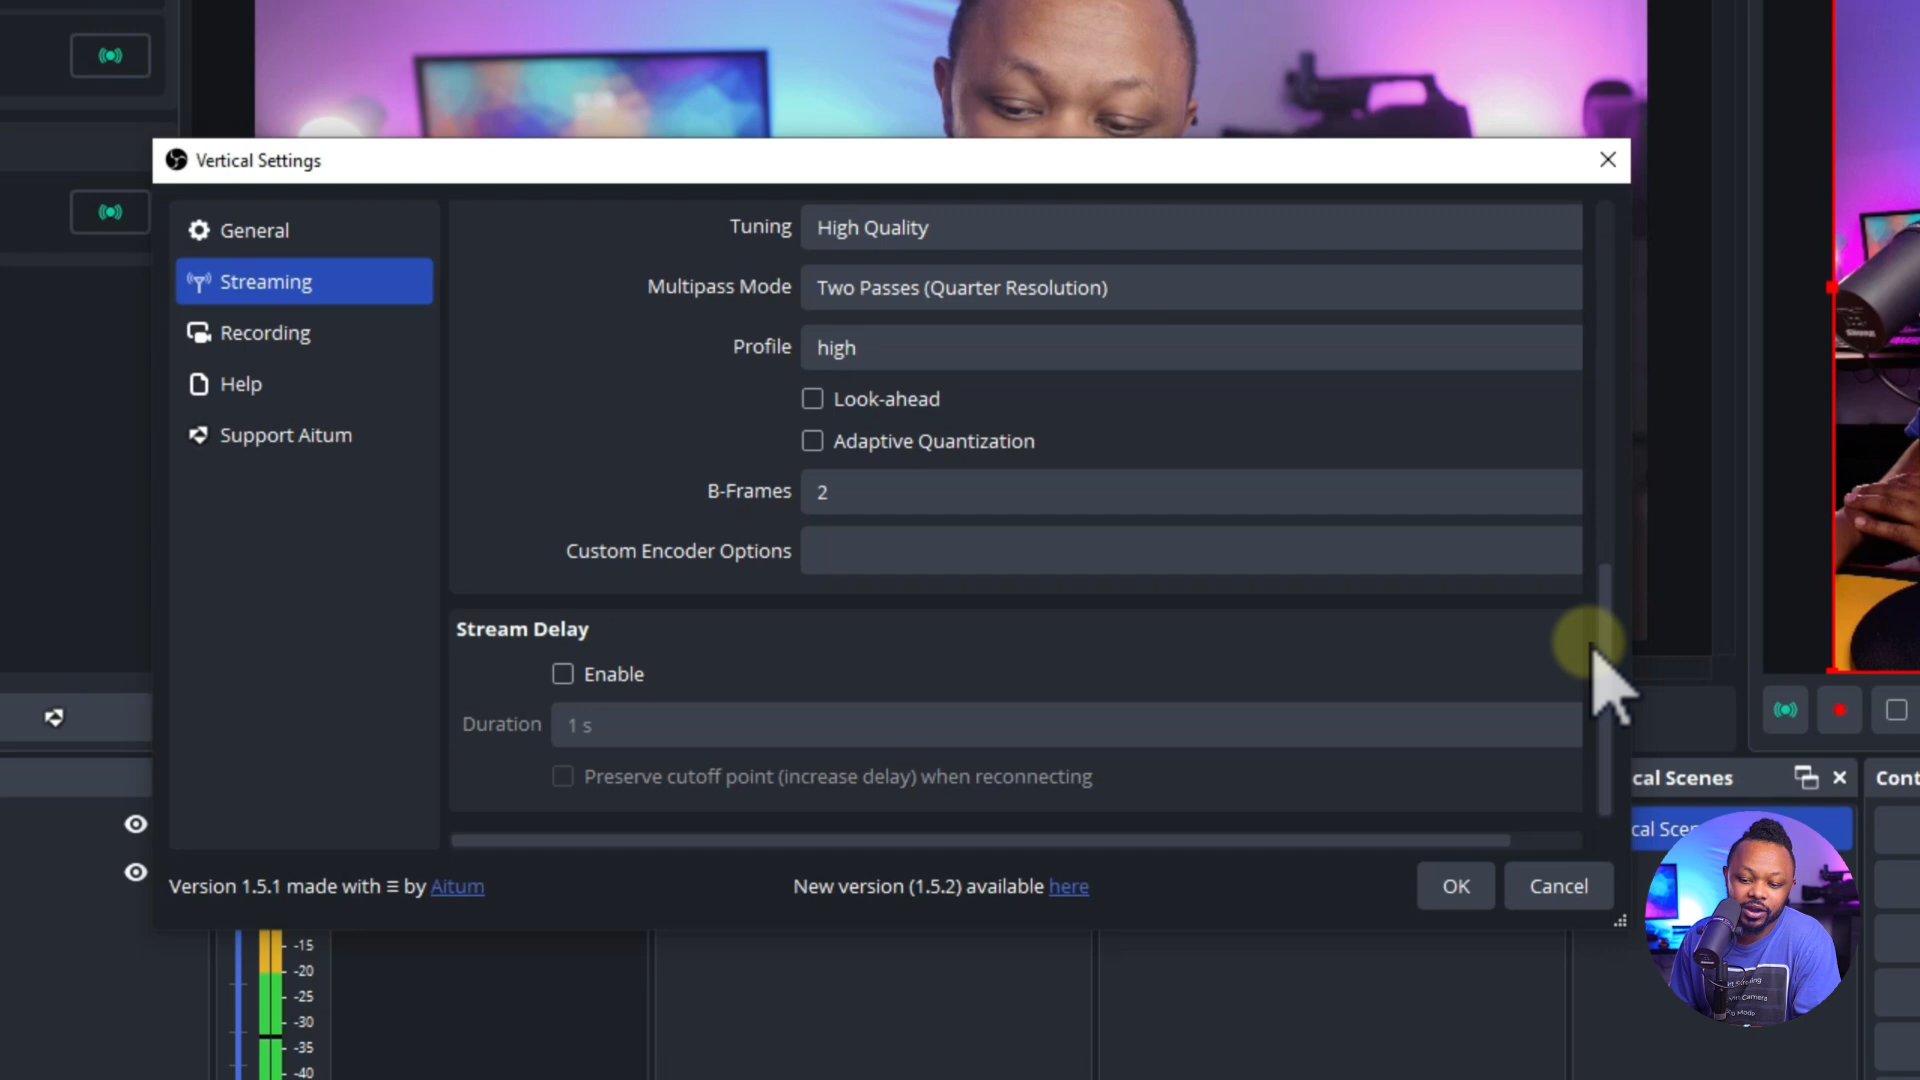 Vertical Settings
General
Streaming
Recording
Help
Support Aitum
Tuning High Quality
Multipass Mode Two Passes (Quarter Resolution)
Profile high
Look-ahead
Adaptive Quantization
B-Frames 2
Custom Encoder Options
Stream Delay
Enable
Duration 1 s
Preserve cutoff point (increase delay) when reconnecting
Version 1.5.1 made with ≡ by Aitum
New version (1.5.2) available here
OK
Cancel
cal Scenes
Cont
cal Scen
-15
-20
-25
-30
-35
-40